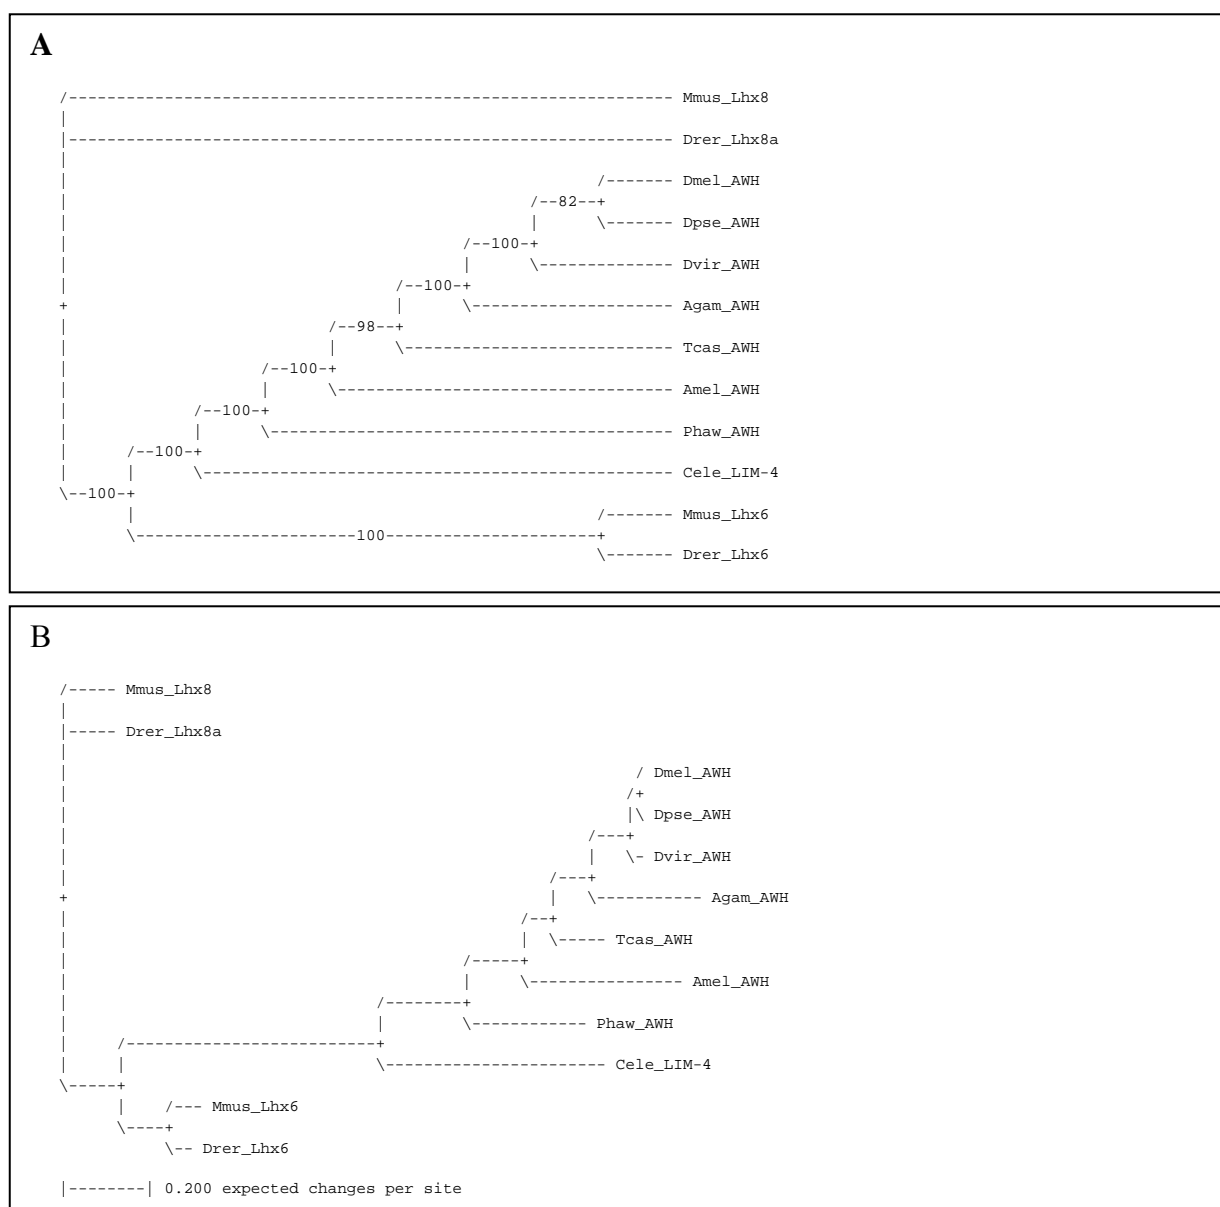 A
Mmus_Lhx8
Drer_Lhx8a
Dmel_AWH
82
Dpse_AWH
100
Dvir_AWH
100
Agam_AWH
98
Tcas_AWH
100
Amel_AWH
100
Phaw_AWH
100
Cele_LIM-4
100
Mmus_Lhx6
100
Drer_Lhx6
B
Mmus_Lhx8
Drer_Lhx8a
Dmel_AWH
Dpse_AWH
Dvir_AWH
Agam_AWH
Tcas_AWH
Amel_AWH
Phaw_AWH
Cele_LIM-4
Mmus_Lhx6
Drer_Lhx6
0.200 expected changes per site